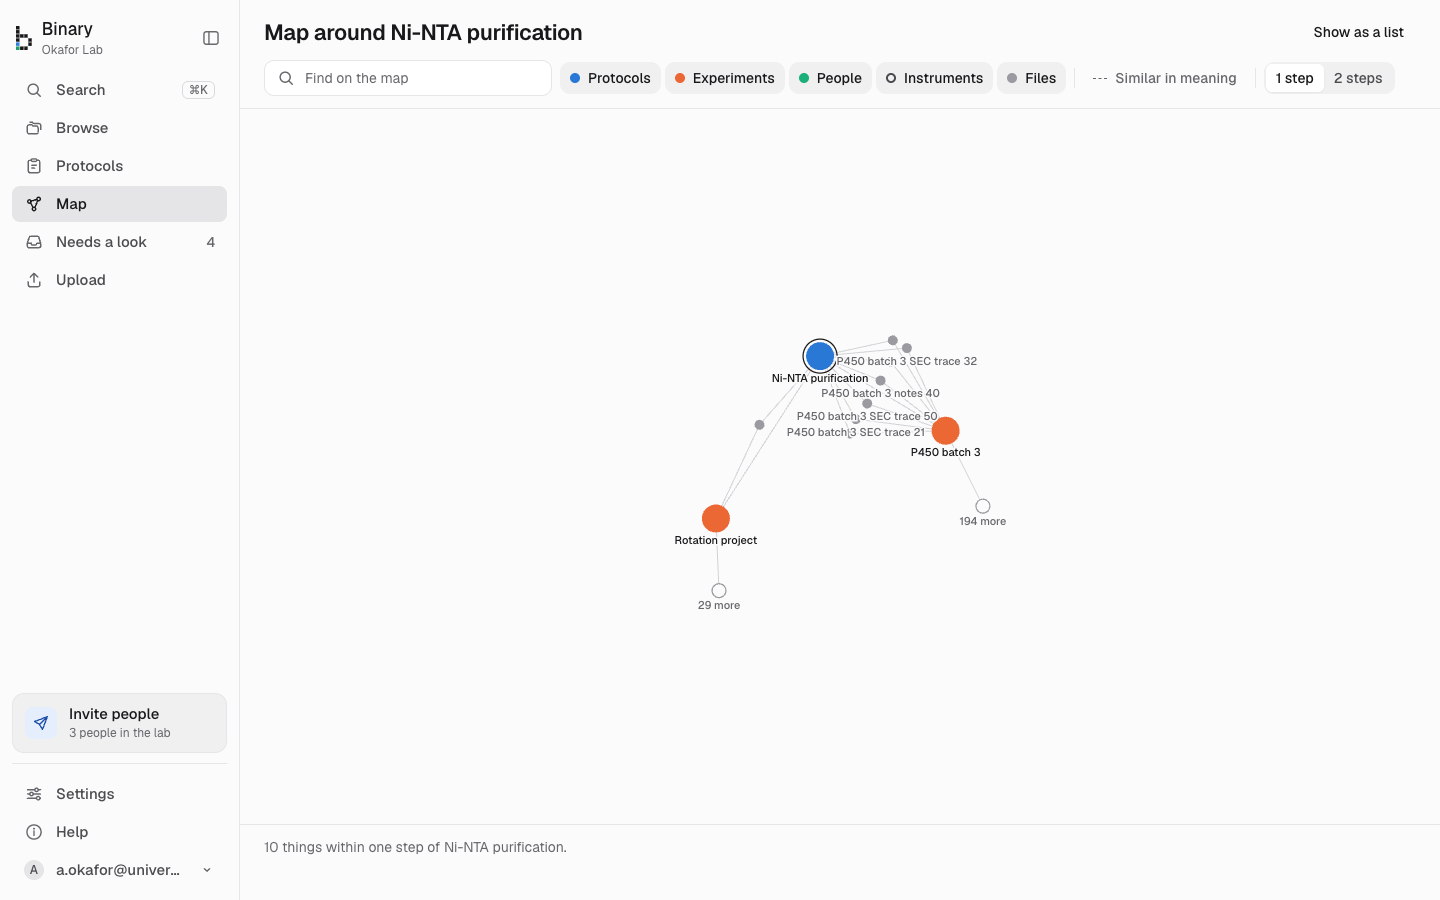 Binary
Okafor Lab
Search
⌘K
Browse
Protocols
Map
Needs a look
4
Upload
Invite people
3 people in the lab
Settings
Help
A
a.okafor@univer...
Map around Ni-NTA purification
Show as a list
Find on the map
Protocols
Experiments
People
Instruments
Files
Similar in meaning
1 step
2 steps
P450 batch 3 SEC trace 32
Ni-NTA purification
P450 batch 3 notes 40
P450 batch 3 SEC trace 50
P450 batch 3 SEC trace 21
P450 batch 3
194 more
Rotation project
29 more
10 things within one step of Ni-NTA purification.